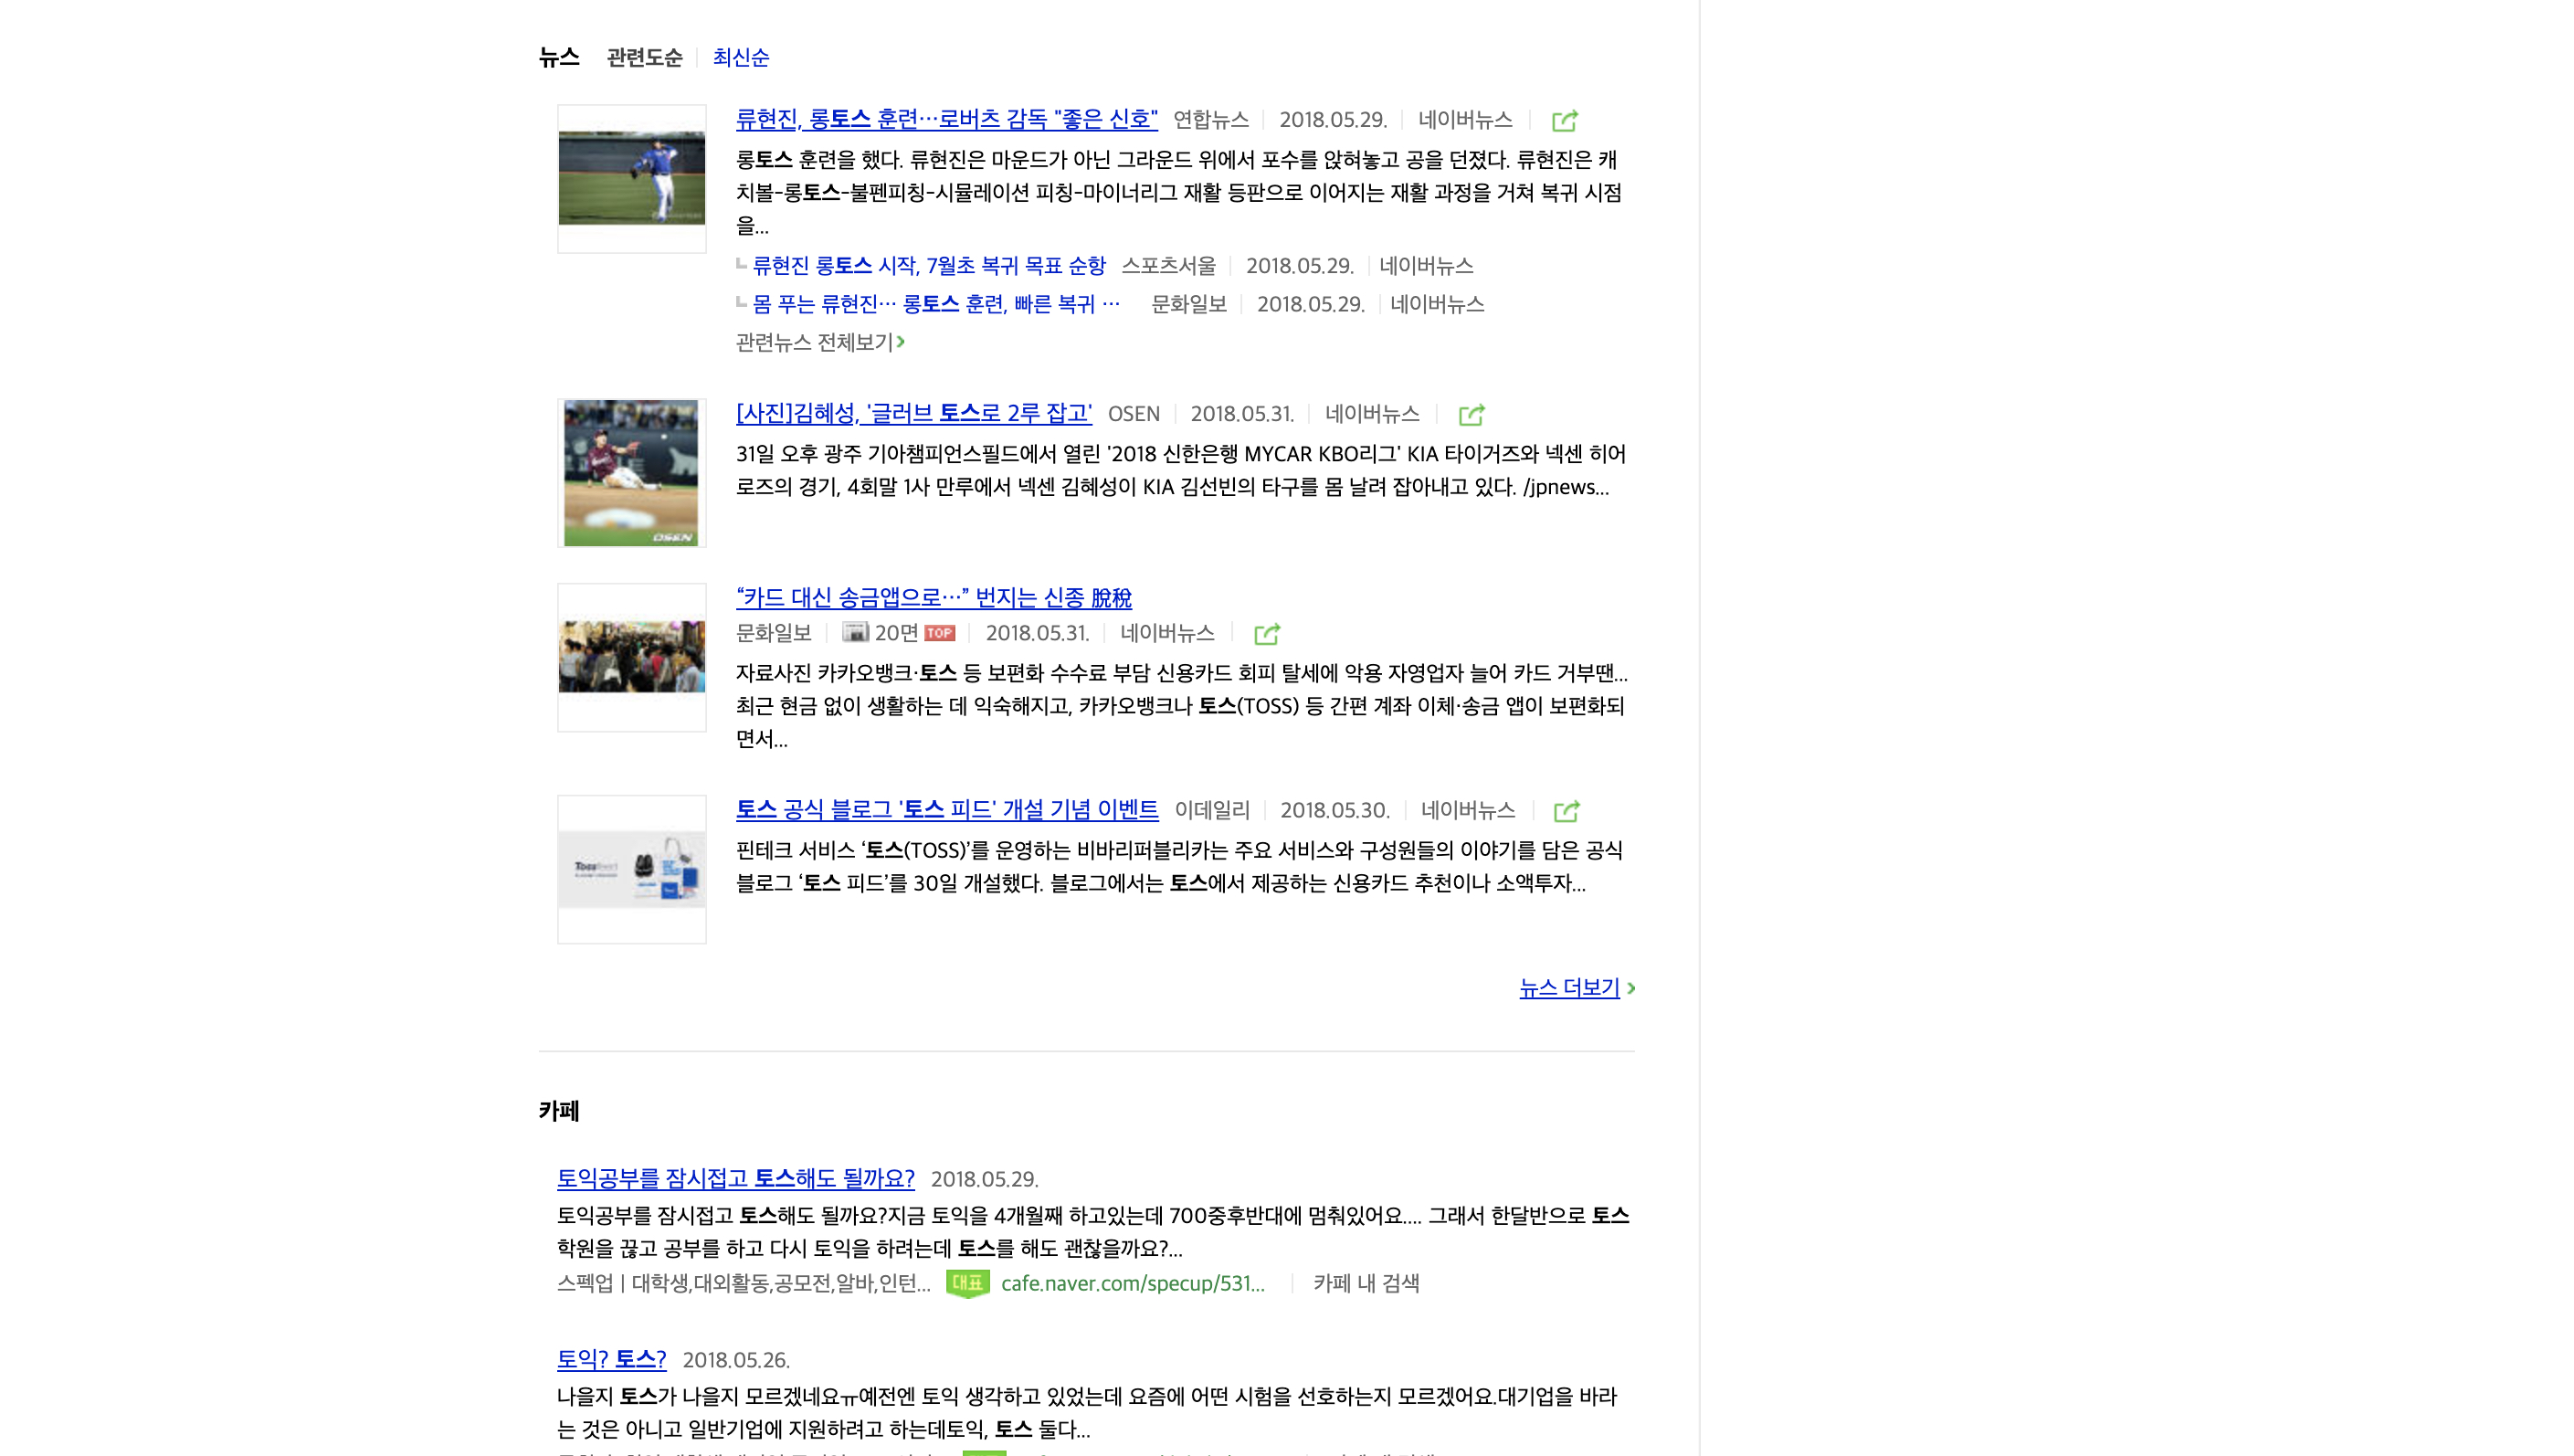 뉴스 관련도순 최신순
류현진, 롱토스 훈련…로버츠 감독 "좋은 신호" 연합뉴스 2018.05.29. 네이버뉴스
롱토스 훈련을 했다. 류현진은 마운드가 아닌 그라운드 위에서 포수를 앉혀놓고 공을 던졌다. 류현진은 캐
치볼-롱토스-불펜피칭-시뮬레이션 피칭-마이너리그 재활 등판으로 이어지는 재활 과정을 거쳐 복귀 시점
을...
류현진 롱토스 시작, 7월초 복귀 목표 순항 스포츠서울 2018.05.29. 네이버뉴스
몸 푸는 류현진… 롱토스 훈련, 빠른 복귀 … 문화일보 2018.05.29. 네이버뉴스
관련뉴스 전체보기
[사진]김혜성, '글러브 토스로 2루 잡고' OSEN 2018.05.31. 네이버뉴스
31일 오후 광주 기아챔피언스필드에서 열린 '2018 신한은행 MYCAR KBO리그' KIA 타이거즈와 넥센 히어
로즈의 경기, 4회말 1사 만루에서 넥센 김혜성이 KIA 김선빈의 타구를 몸 날려 잡아내고 있다. /jpnews...
OSEN
“카드 대신 송금앱으로…” 번지는 신종 脫稅
문화일보 20면 TOP 2018.05.31. 네이버뉴스
자료사진 카카오뱅크·토스 등 보편화 수수료 부담 신용카드 회피 탈세에 악용 자영업자 늘어 카드 거부땐...
최근 현금 없이 생활하는 데 익숙해지고, 카카오뱅크나 토스(TOSS) 등 간편 계좌 이체·송금 앱이 보편화되
면서...
토스 공식 블로그 '토스 피드' 개설 기념 이벤트 이데일리 2018.05.30. 네이버뉴스
핀테크 서비스 ‘토스(TOSS)’를 운영하는 비바리퍼블리카는 주요 서비스와 구성원들의 이야기를 담은 공식
블로그 ‘토스 피드’를 30일 개설했다. 블로그에서는 토스에서 제공하는 신용카드 추천이나 소액투자...
뉴스 더보기
카페
토익공부를 잠시접고 토스해도 될까요? 2018.05.29.
토익공부를 잠시접고 토스해도 될까요?지금 토익을 4개월째 하고있는데 700중후반대에 멈춰있어요.... 그래서 한달반으로 토스
학원을 끊고 공부를 하고 다시 토익을 하려는데 토스를 해도 괜찮을까요?...
스펙업 | 대학생,대외활동,공모전,알바,인턴... 대표 cafe.naver.com/specup/531... 카페 내 검색
토익? 토스? 2018.05.26.
나을지 토스가 나을지 모르겠네요ㅠ예전엔 토익 생각하고 있었는데 요즘에 어떤 시험을 선호하는지 모르겠어요.대기업을 바라
는 것은 아니고 일반기업에 지원하려고 하는데토익, 토스 둘다...